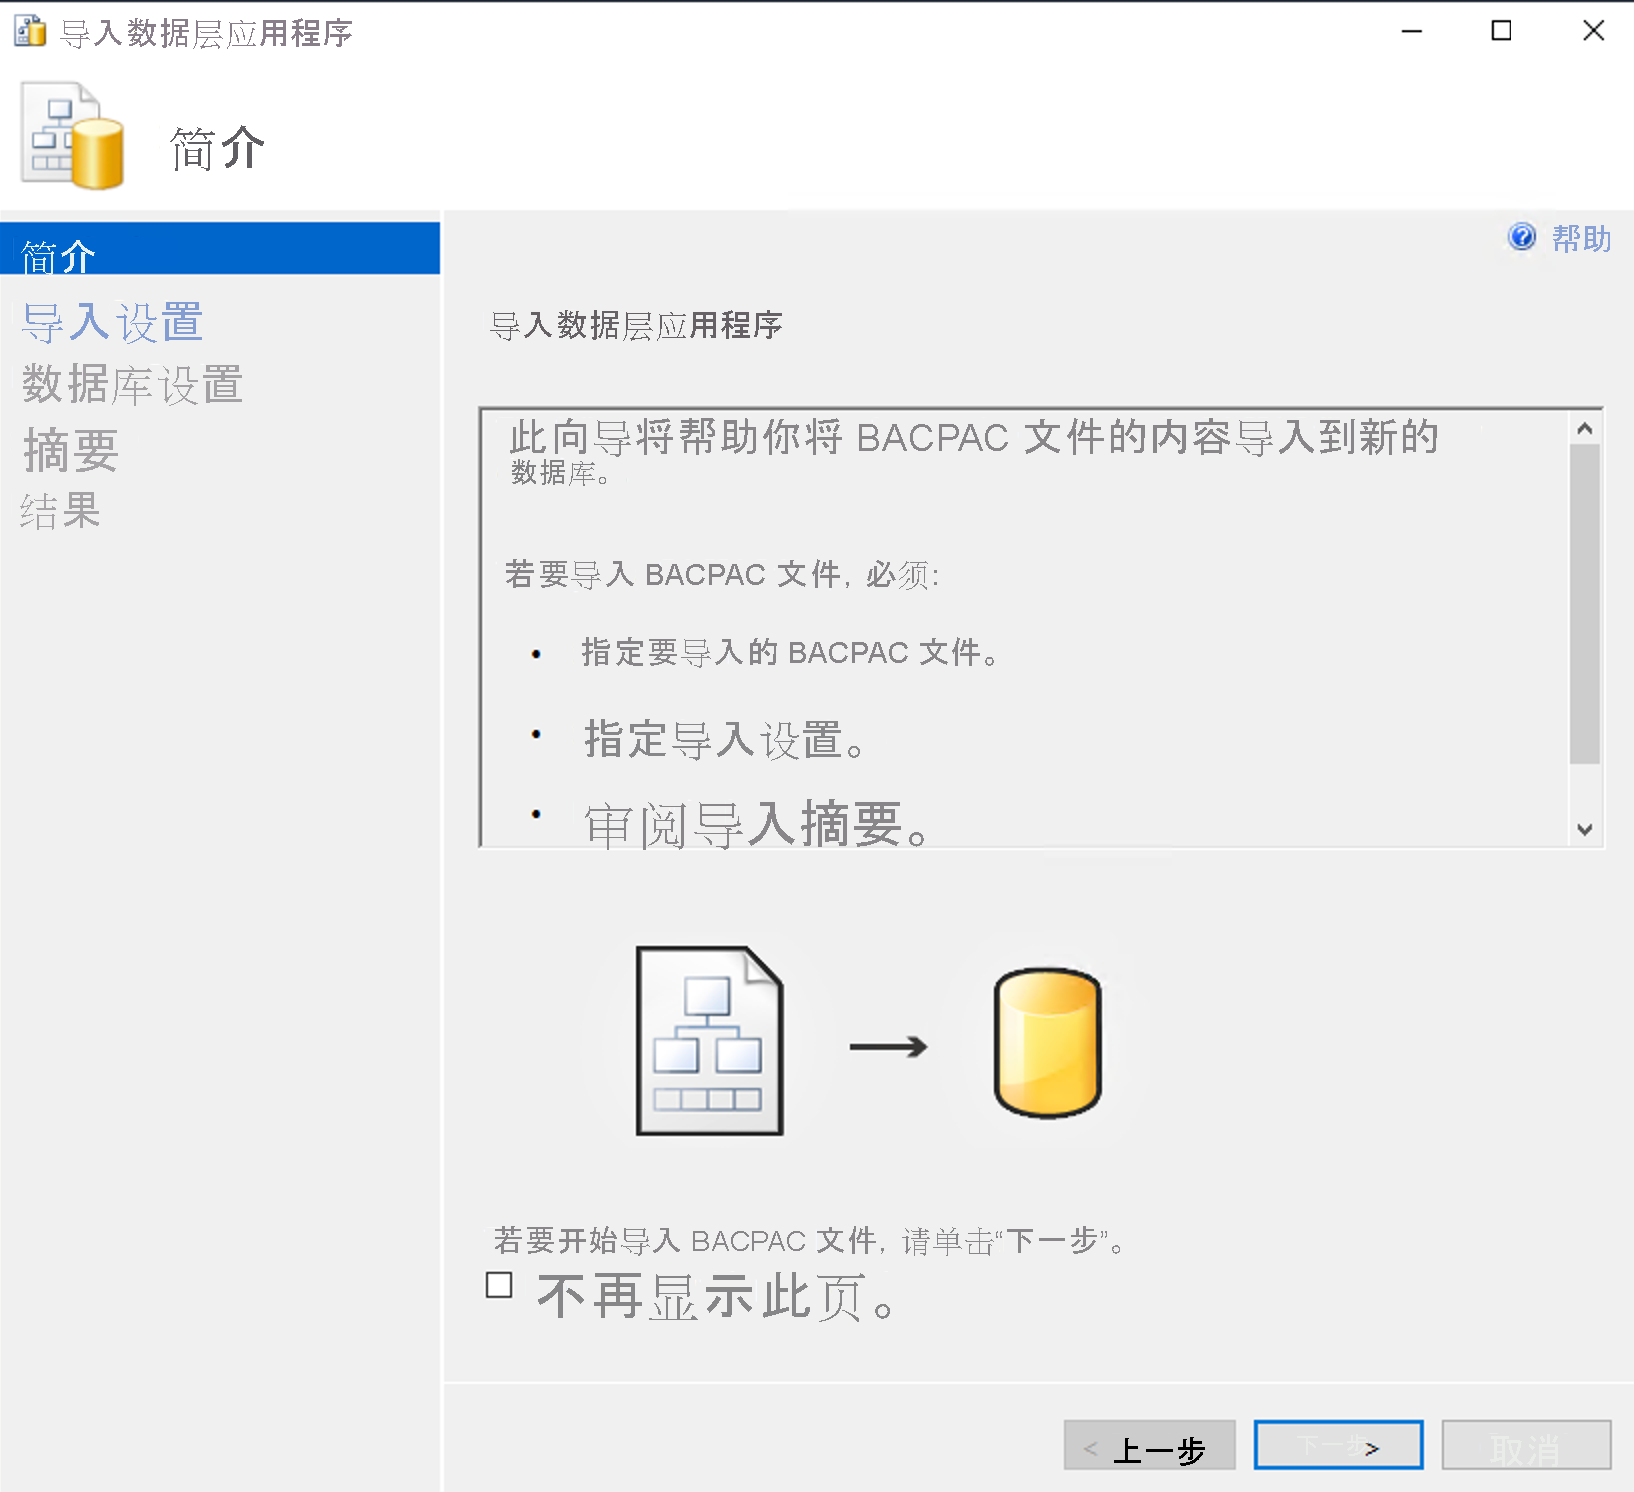 导入数据层应用程序
简介
简介
导入设置
数据库设置
摘要
结果
帮助
导入数据层应用程序
此向导将帮助你将 BACPAC 文件的内容导入到新的
数据库。
若要导入 BACPAC 文件, 必须:
• 指定要导入的 BACPAC 文件。
• 指定导入设置。
• 审阅导入摘要。
若要开始导入 BACPAC 文件, 请单击“下一步”。
不再显示此页。
< 上一步
下一步 >
取消